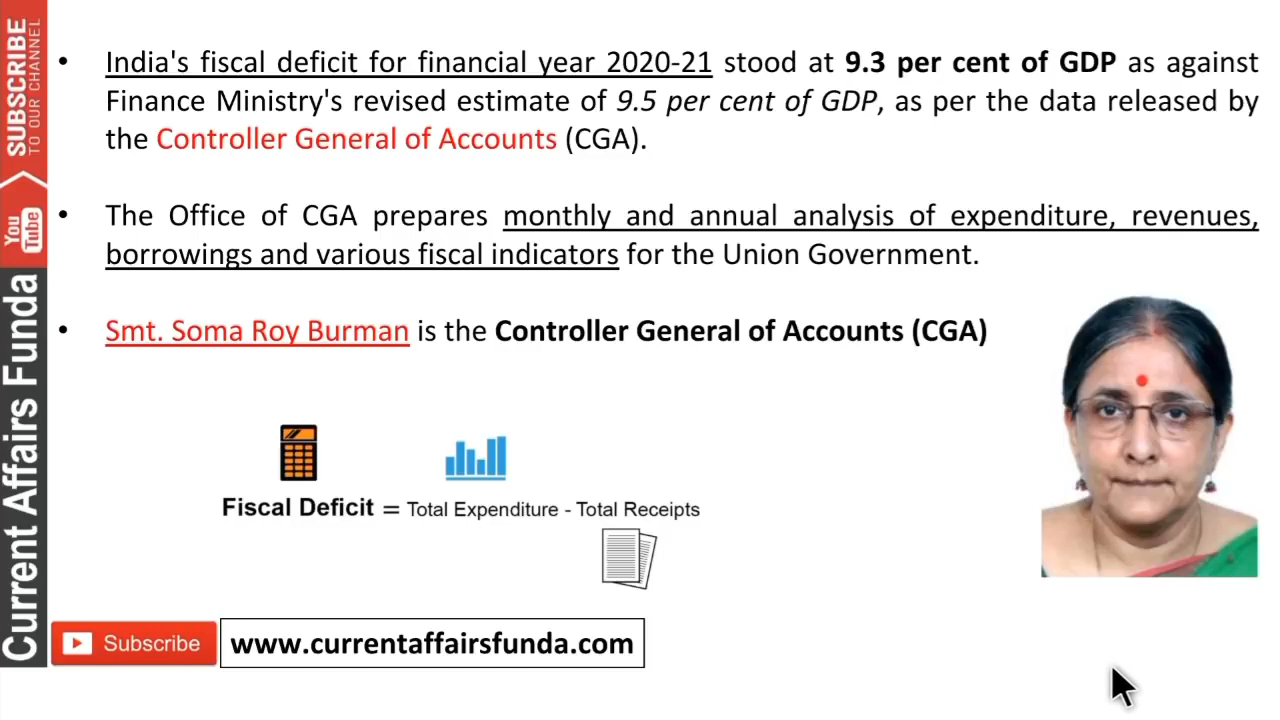 SUBSCRIBE
TO OUR CHANNEL
You
Tube
Current Affairs Funda
• India's fiscal deficit for financial year 2020-21 stood at 9.3 per cent of GDP as against
Finance Ministry's revised estimate of 9.5 per cent of GDP, as per the data released by
the Controller General of Accounts (CGA).
• The Office of CGA prepares monthly and annual analysis of expenditure, revenues,
borrowings and various fiscal indicators for the Union Government.
• Smt. Soma Roy Burman is the Controller General of Accounts (CGA)
Fiscal Deficit = Total Expenditure - Total Receipts
Subscribe
www.currentaffairsfunda.com